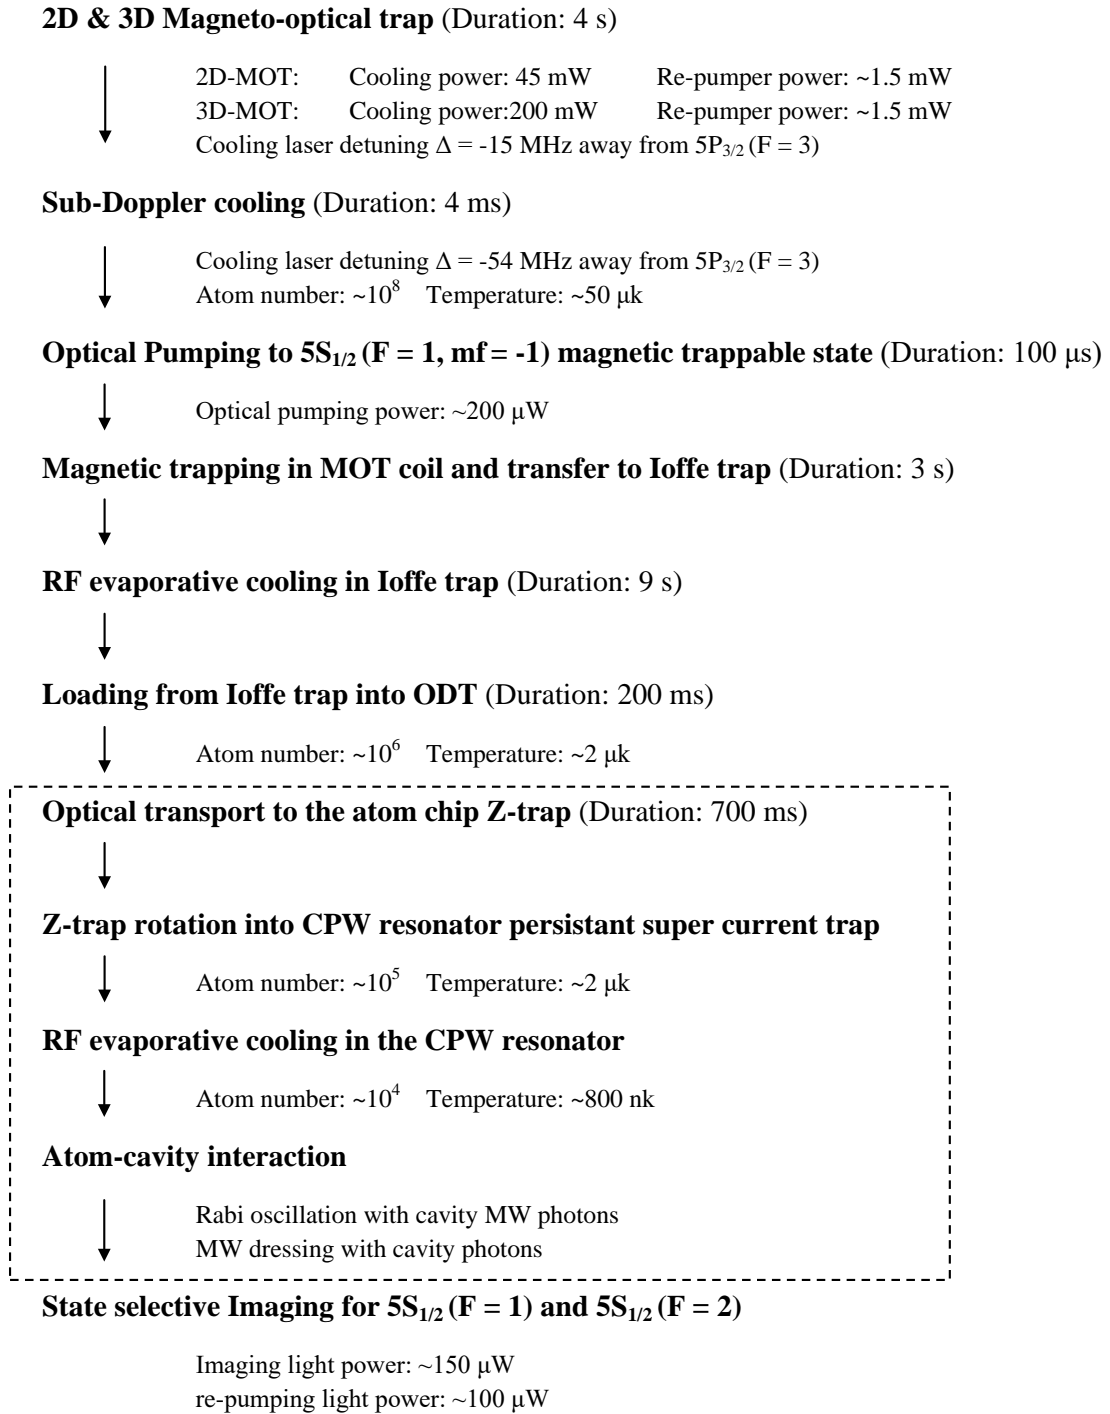 2D & 3D Magneto-optical trap (Duration: 4 s)
2D-MOT: Cooling power: 45 mW Re-pumper power: ~1.5 mW
3D-MOT: Cooling power:200 mW Re-pumper power: ~1.5 mW
Cooling laser detuning Δ = -15 MHz away from 5P3/2 (F = 3)
Sub-Doppler cooling (Duration: 4 ms)
Cooling laser detuning Δ = -54 MHz away from 5P3/2 (F = 3)
Atom number: ~10^8 Temperature: ~50 μk
Optical Pumping to 5S1/2 (F = 1, mf = -1) magnetic trappable state (Duration: 100 μs)
Optical pumping power: ~200 μW
Magnetic trapping in MOT coil and transfer to Ioffe trap (Duration: 3 s)
RF evaporative cooling in Ioffe trap (Duration: 9 s)
Loading from Ioffe trap into ODT (Duration: 200 ms)
Atom number: ~10^6 Temperature: ~2 μk
Optical transport to the atom chip Z-trap (Duration: 700 ms)
Z-trap rotation into CPW resonator persistant super current trap
Atom number: ~10^5 Temperature: ~2 μk
RF evaporative cooling in the CPW resonator
Atom number: ~10^4 Temperature: ~800 nk
Atom-cavity interaction
Rabi oscillation with cavity MW photons
MW dressing with cavity photons
State selective Imaging for 5S1/2 (F = 1) and 5S1/2 (F = 2)
Imaging light power: ~150 μW
re-pumping light power: ~100 μW